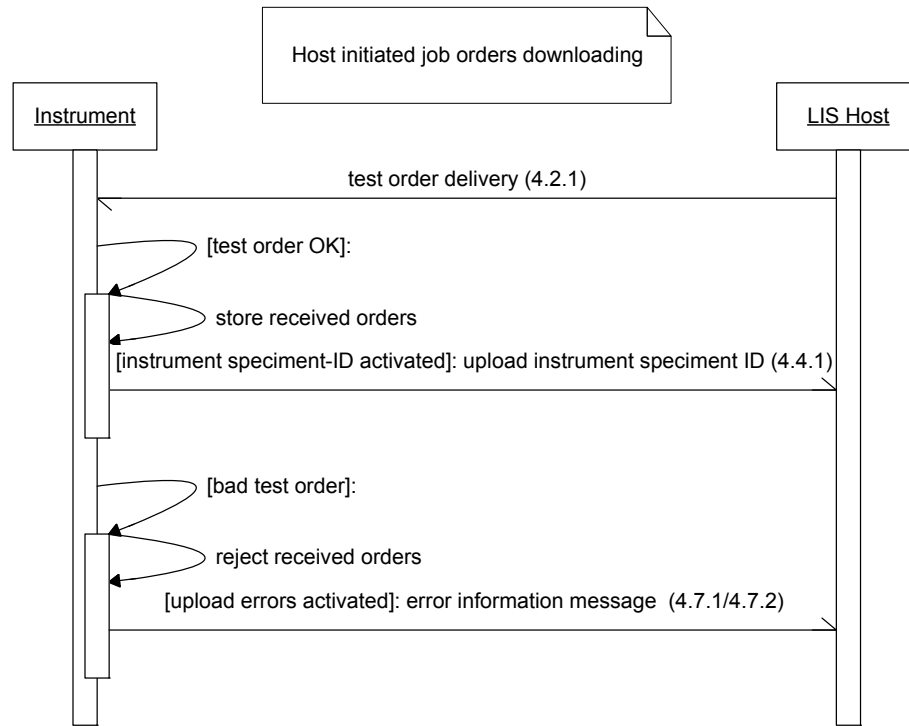 Host initiated job orders downloading
Instrument
LIS Host
test order delivery (4.2.1)
[test order OK]:
store received orders
[instrument speciment-ID activated]: upload instrument speciment ID (4.4.1)
[bad test order]:
reject received orders
[upload errors activated]: error information message (4.7.1/4.7.2)